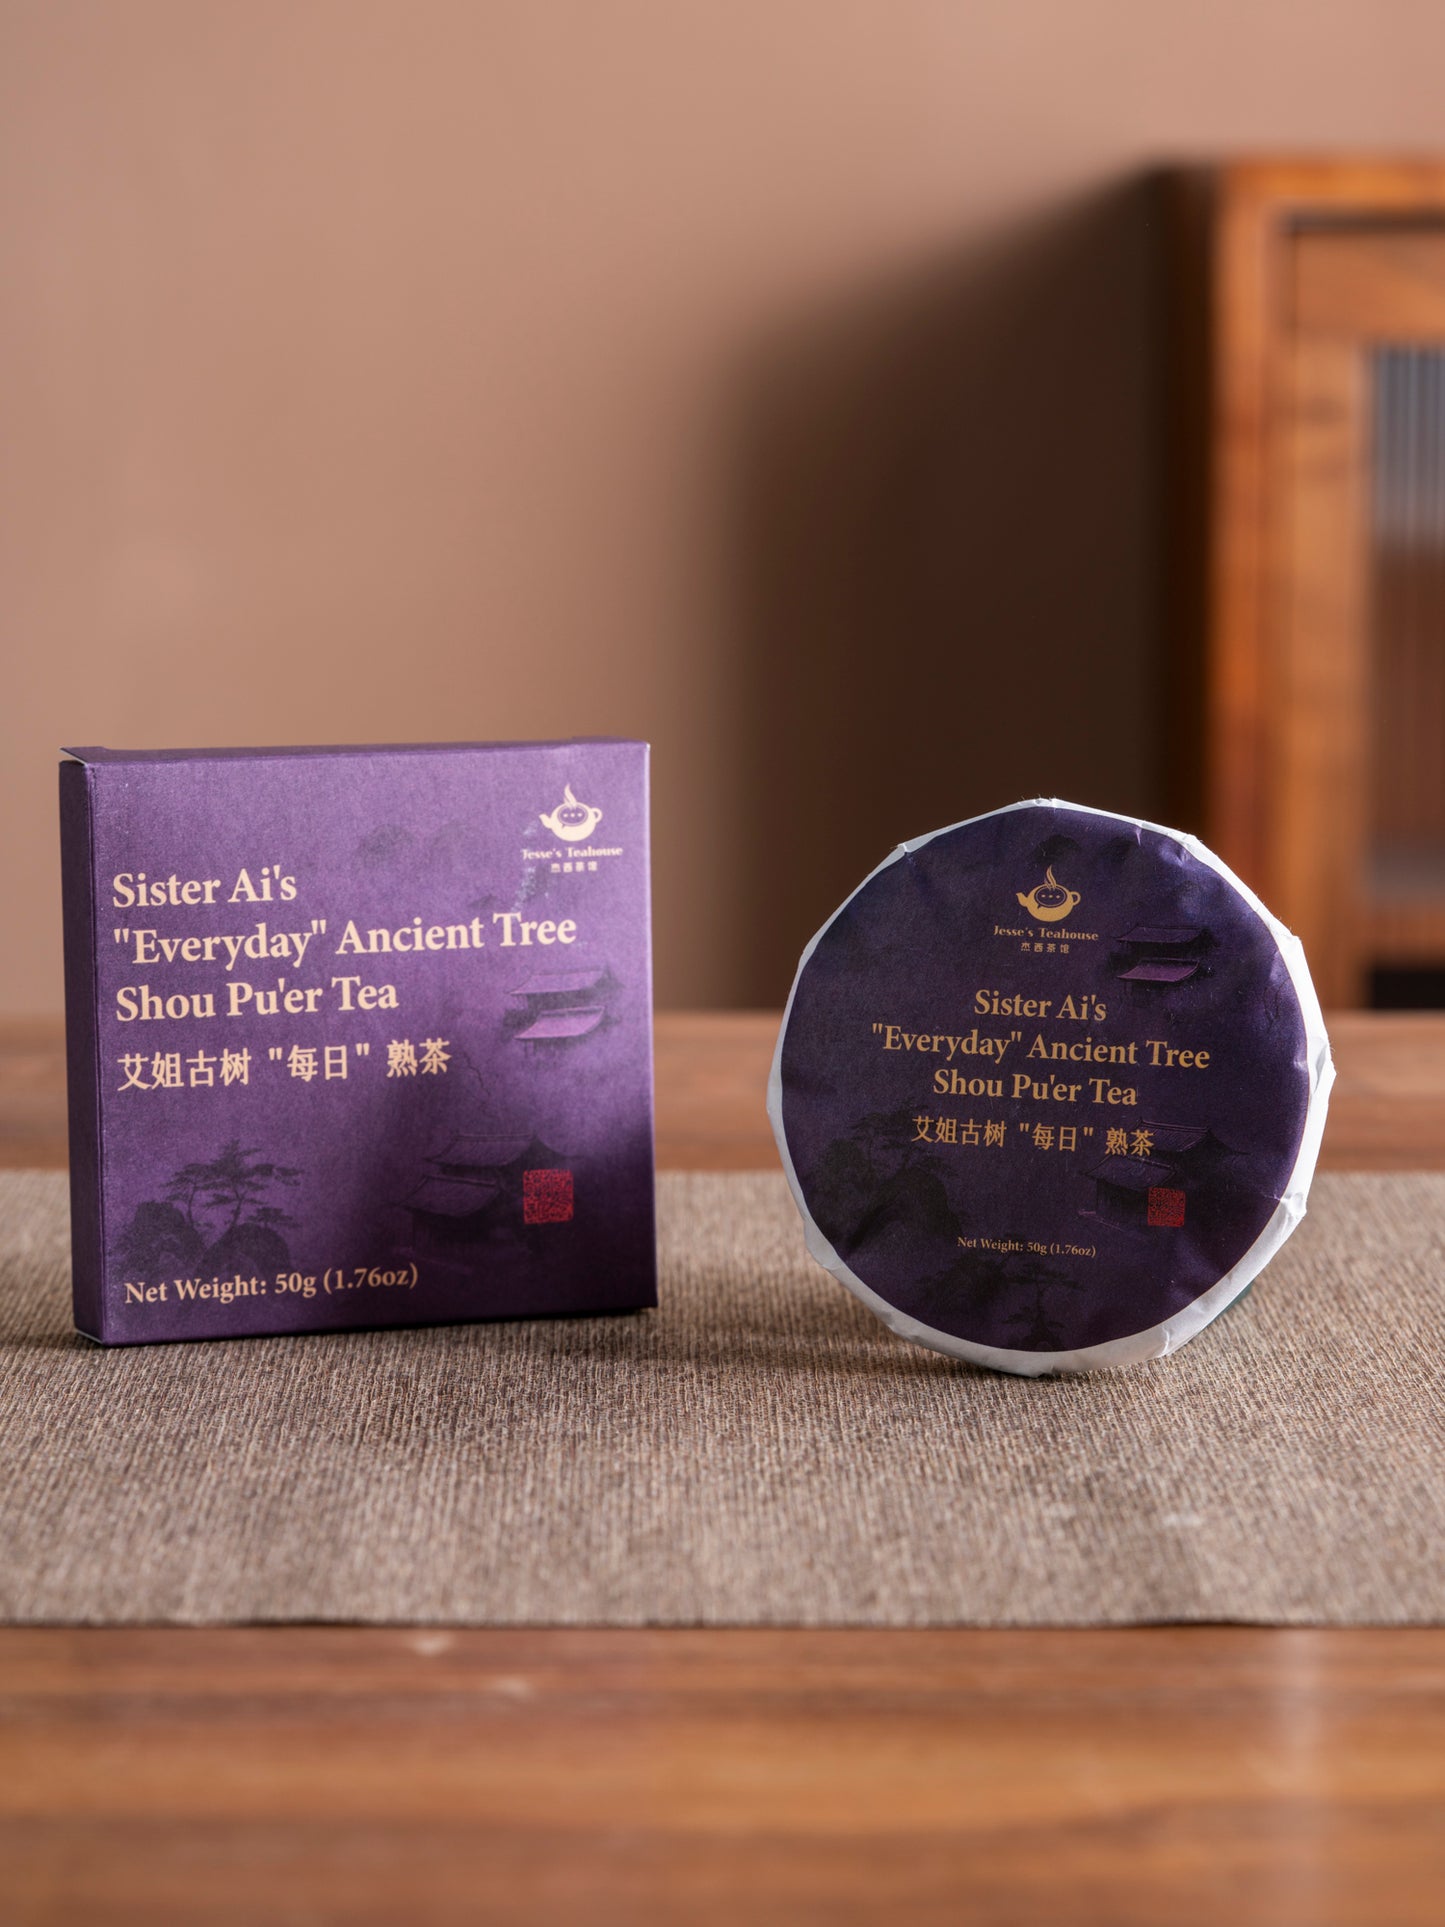 Jesse's Teahouse
杰西茶馆
Sister Ai's
"Everyday" Ancient Tree
Shou Pu'er Tea
艾姐古树 "每日" 熟茶
Net Weight: 50g (1.76oz)
Jesse's Teahouse
杰西茶馆
Sister Ai's
"Everyday" Ancient Tree
Shou Pu'er Tea
艾姐古树 "每日" 熟茶
Net Weight: 50g (1.76oz)